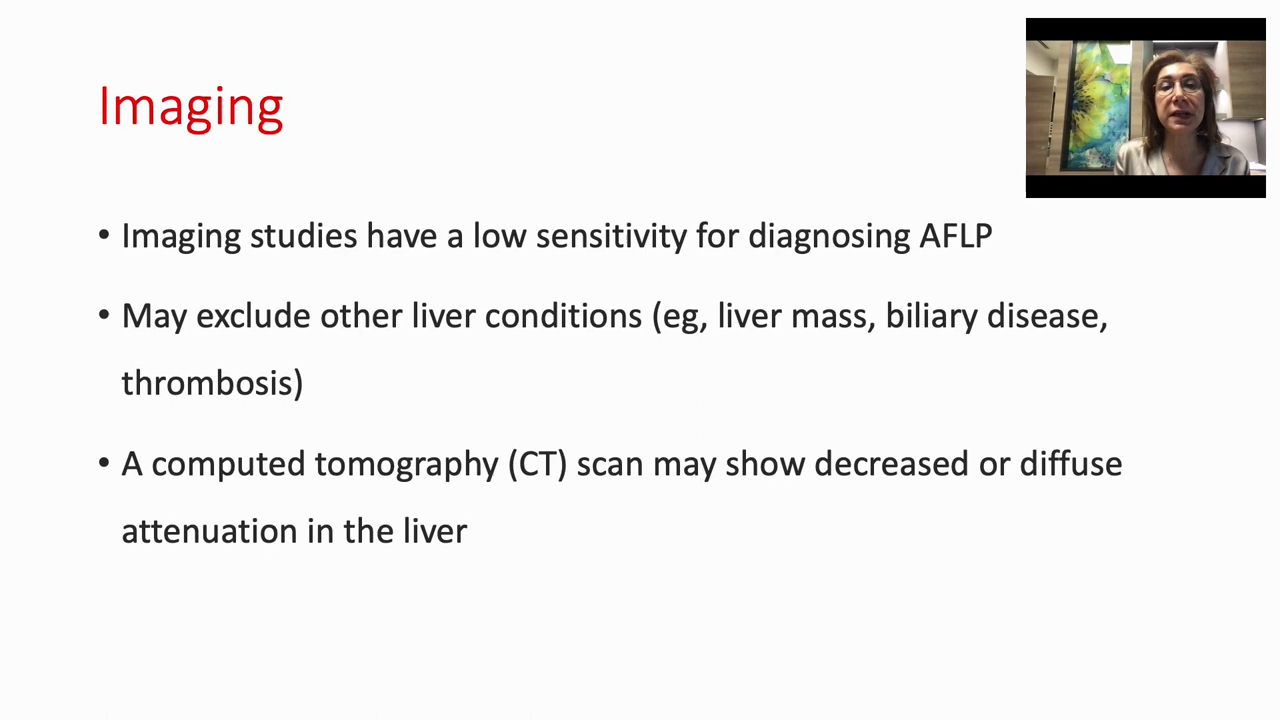 Imaging
• Imaging studies have a low sensitivity for diagnosing AFLP
• May exclude other liver conditions (eg, liver mass, biliary disease,
thrombosis)
• A computed tomography (CT) scan may show decreased or diffuse
attenuation in the liver